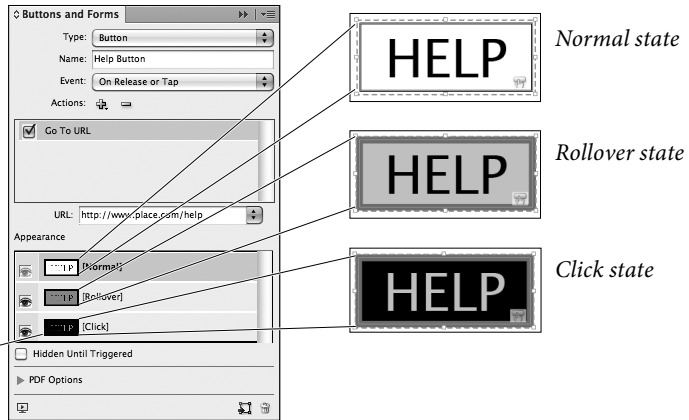 Buttons and Forms
Type: Button
Name: Help Button
Event: On Release or Tap
Actions:
Go To URL
URL: http://www.place.com/help
Appearance
[Normal]
[Rollover]
[Click]
Hidden Until Triggered
PDF Options
HELP
Normal state
HELP
Rollover state
HELP
Click state